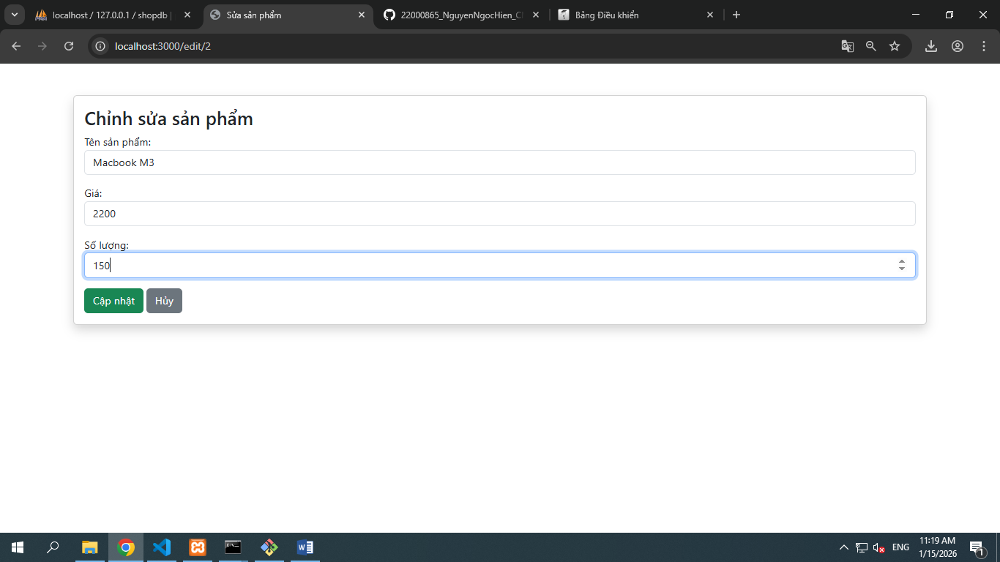 localhost / 127.0.0.1 / shopdb |
Sửa sản phẩm
22000865_NguyenNgocHien_C
Bảng Điều khiển
localhost:3000/edit/2
Chỉnh sửa sản phẩm
Tên sản phẩm:
Macbook M3
Giá:
2200
Số lượng:
150
Cập nhật
Hủy
ENG
11:19 AM
1/15/2026
1